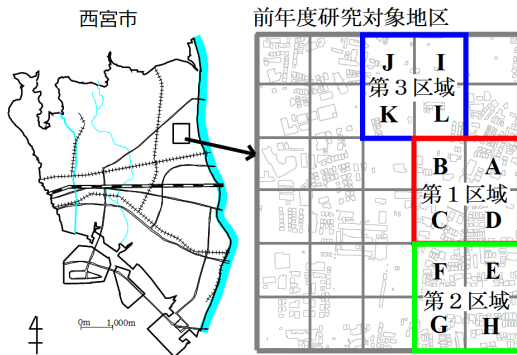 西宮市
前年度研究対象地区
J I
第3区域
K L
B A
第1区域
C D
F E
第2区域
G H
0m 1,000m
4